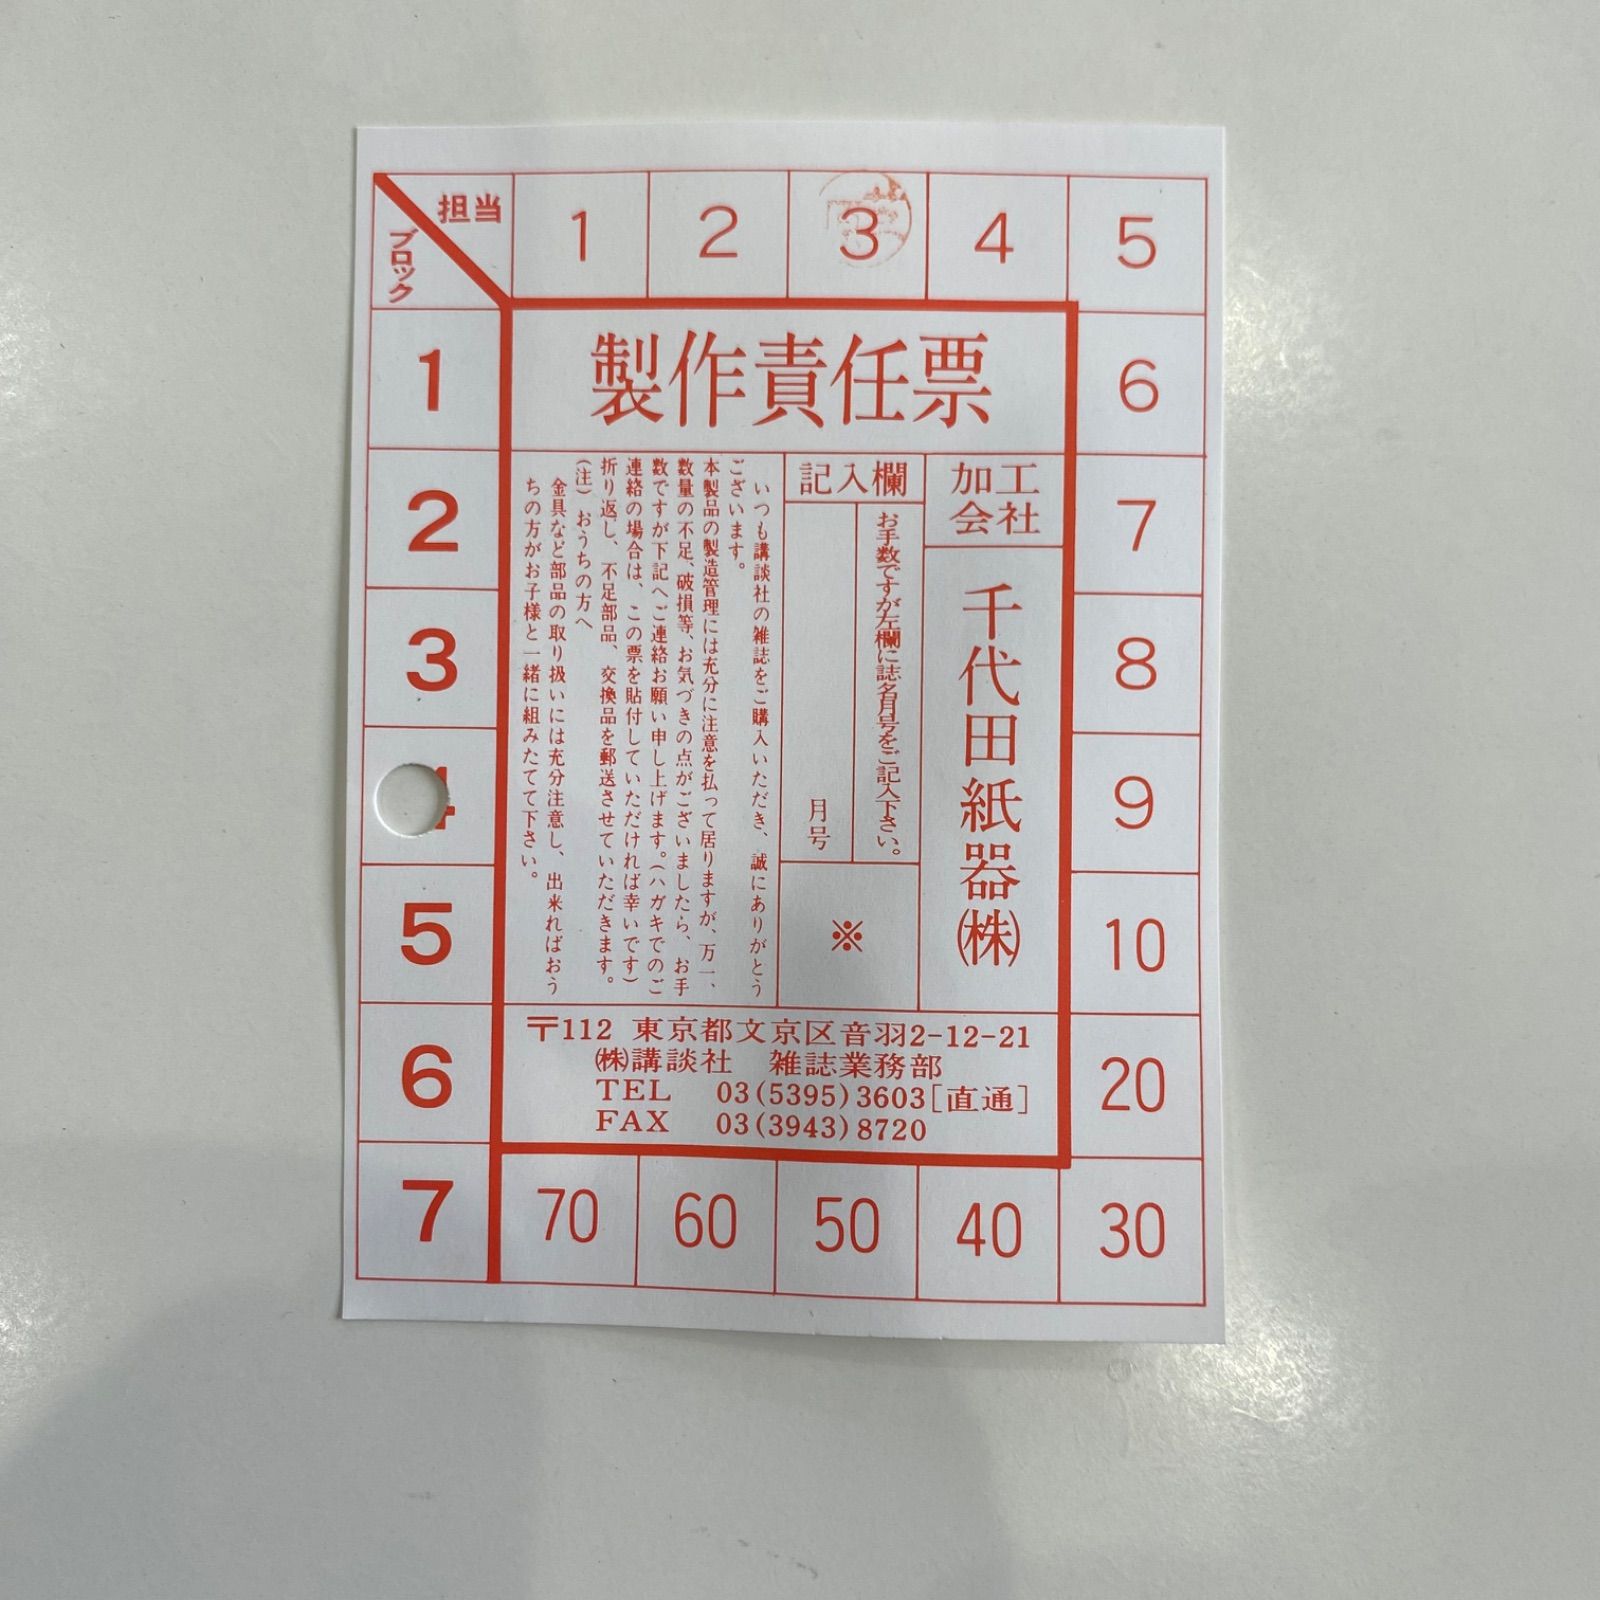 担当
ブロック
1
2
3
4
5
1
2
3
4
5
6
7
6
7
8
9
10
20
30
40
50
60
70
製作責任票
加工
会社
千代田紙器㈱
記入欄
お手数ですが左欄に誌名月号をご記入下さい。
月号
※
いつも講談社の雑誌をご購入いただき、誠にありがとう
ございます。
本製品の製造管理には充分に注意を払って居りますが、万一、
数量の不足、破損等、お気づきの点がございましたら、お手
数ですが下記へご連絡お願い申し上げます。(ハガキでのご
連絡の場合は、この票を貼付していただければ幸いです)
折り返し、不足部品、交換品を郵送させていただきます。
(注)おうちの方へ
金具など部品の取り扱いには充分注意し、出来ればおう
ちの方がお子様と一緒に組みたてて下さい。
〒112 東京都文京区音羽2-12-21
㈱講談社 雑誌業務部
TEL 03(5395)3603[直通]
FAX 03(3943)8720